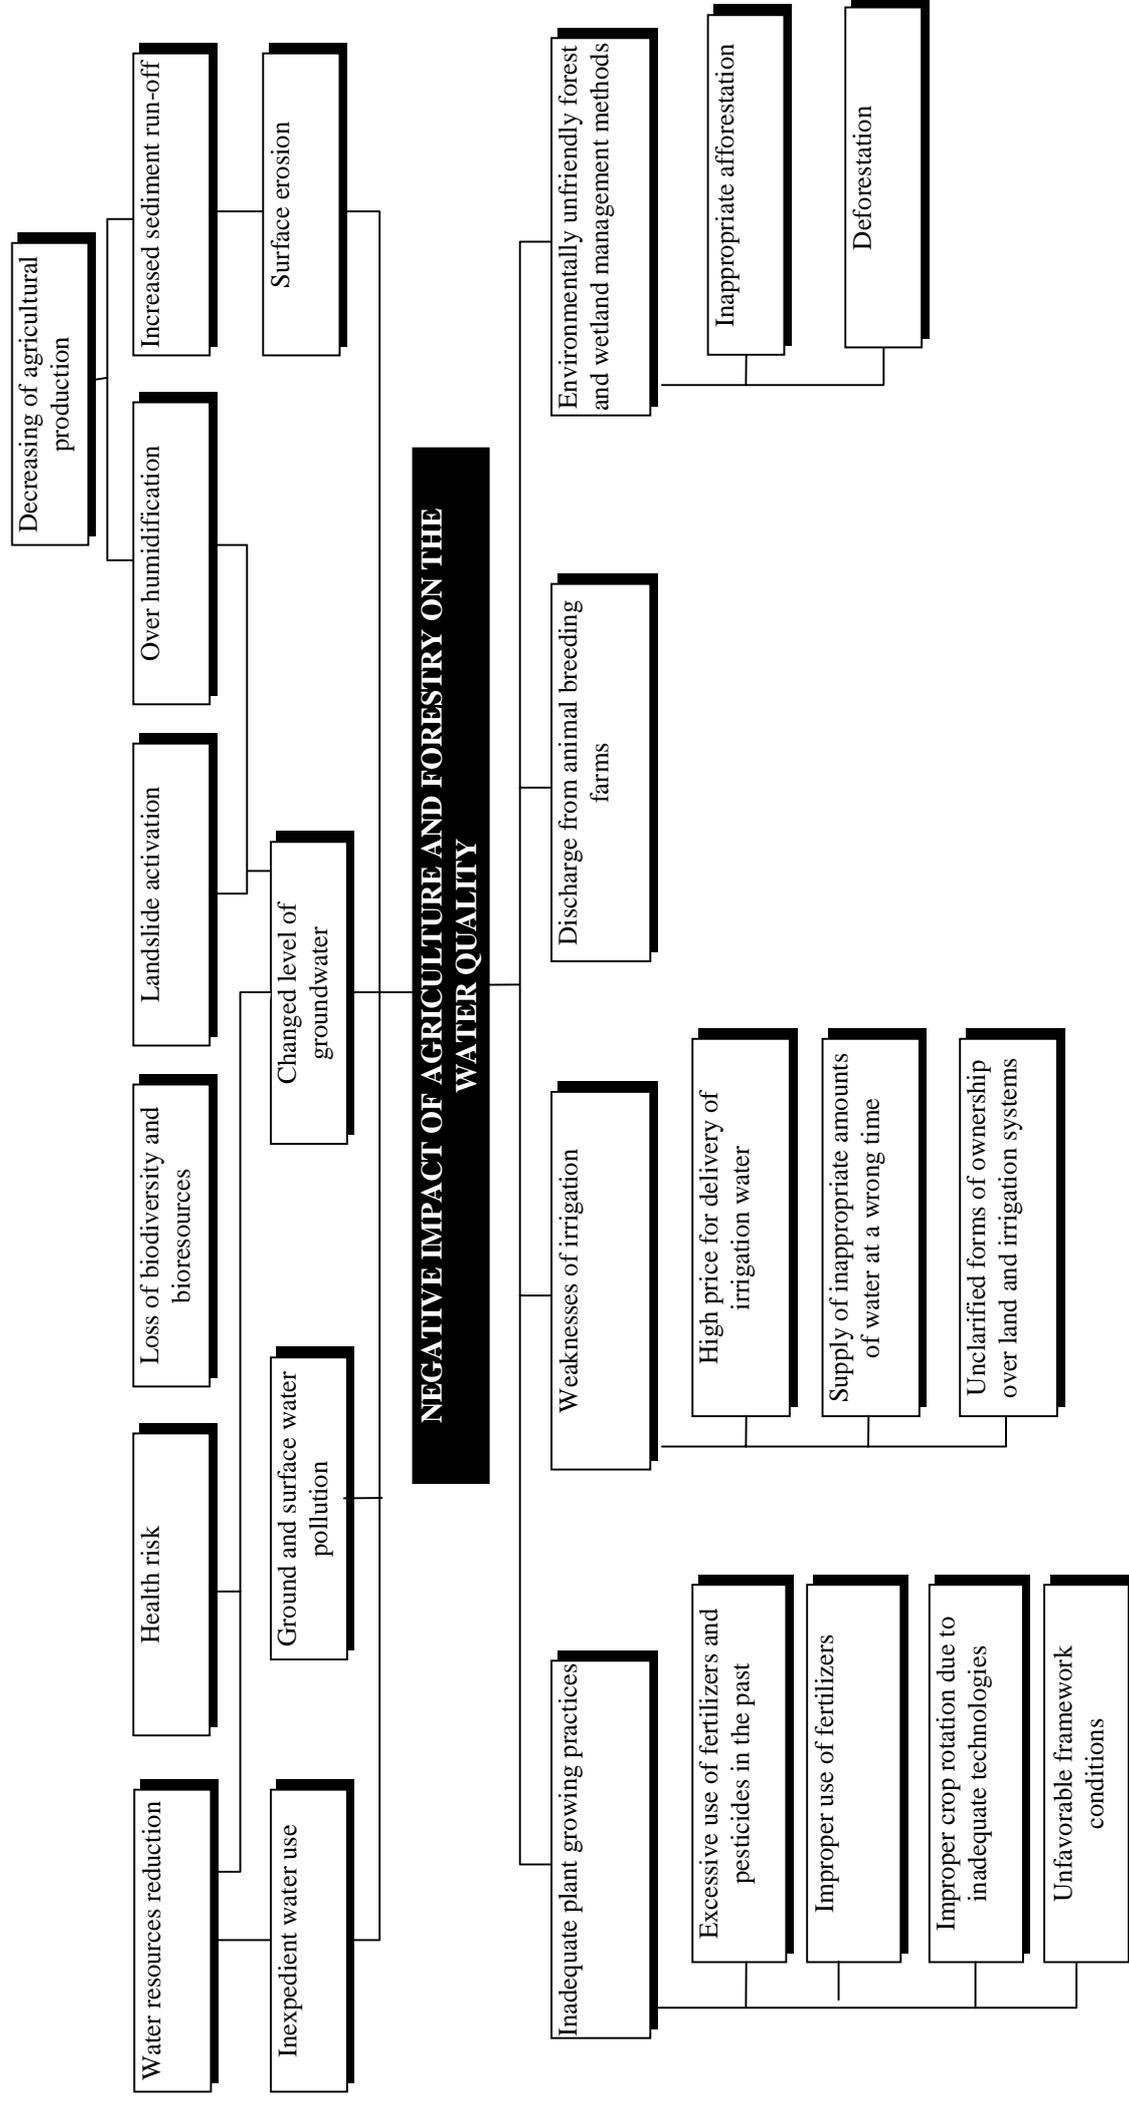 Decreasing of agricultural
production
Water resources reduction
Health risk
Loss of biodiversity and
bioresources
Landslide activation
Over humidification
Increased sediment run-off
Inexpedient water use
Ground and surface water
pollution
Changed level of
groundwater
Surface erosion
NEGATIVE IMPACT OF AGRICULTURE AND FORESTRY ON THE
WATER QUALITY
Inadequate plant growing practices
Weaknesses of irrigation
Discharge from animal breeding
farms
Environmentally unfriendly forest
and wetland management methods
Excessive use of fertilizers and
pesticides in the past
Improper use of fertilizers
Improper crop rotation due to
inadequate technologies
Unfavorable framework
conditions
High price for delivery of
irrigation water
Supply of inappropriate amounts
of water at a wrong time
Unclarified forms of ownership
over land and irrigation systems
Inappropriate afforestation
Deforestation